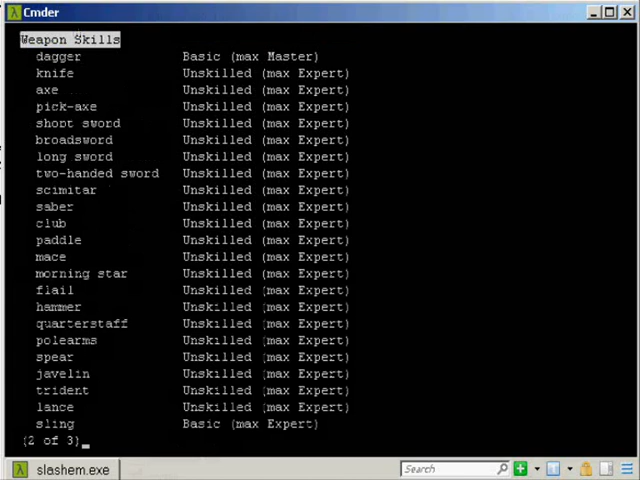 Cmder
Weapon Skills
dagger Basic (max Master)
knife Unskilled (max Expert)
axe Unskilled (max Expert)
pick-axe Unskilled (max Expert)
short sword Unskilled (max Expert)
broadsword Unskilled (max Expert)
long sword Unskilled (max Expert)
two-handed sword Unskilled (max Expert)
scimitar Unskilled (max Expert)
saber Unskilled (max Expert)
club Unskilled (max Expert)
paddle Unskilled (max Expert)
mace Unskilled (max Expert)
morning star Unskilled (max Expert)
flail Unskilled (max Expert)
hammer Unskilled (max Expert)
quarterstaff Unskilled (max Expert)
polearms Unskilled (max Expert)
spear Unskilled (max Expert)
javelin Unskilled (max Expert)
trident Unskilled (max Expert)
lance Unskilled (max Expert)
sling Basic (max Expert)
(2 of 3)
λ slashem.exe
Search